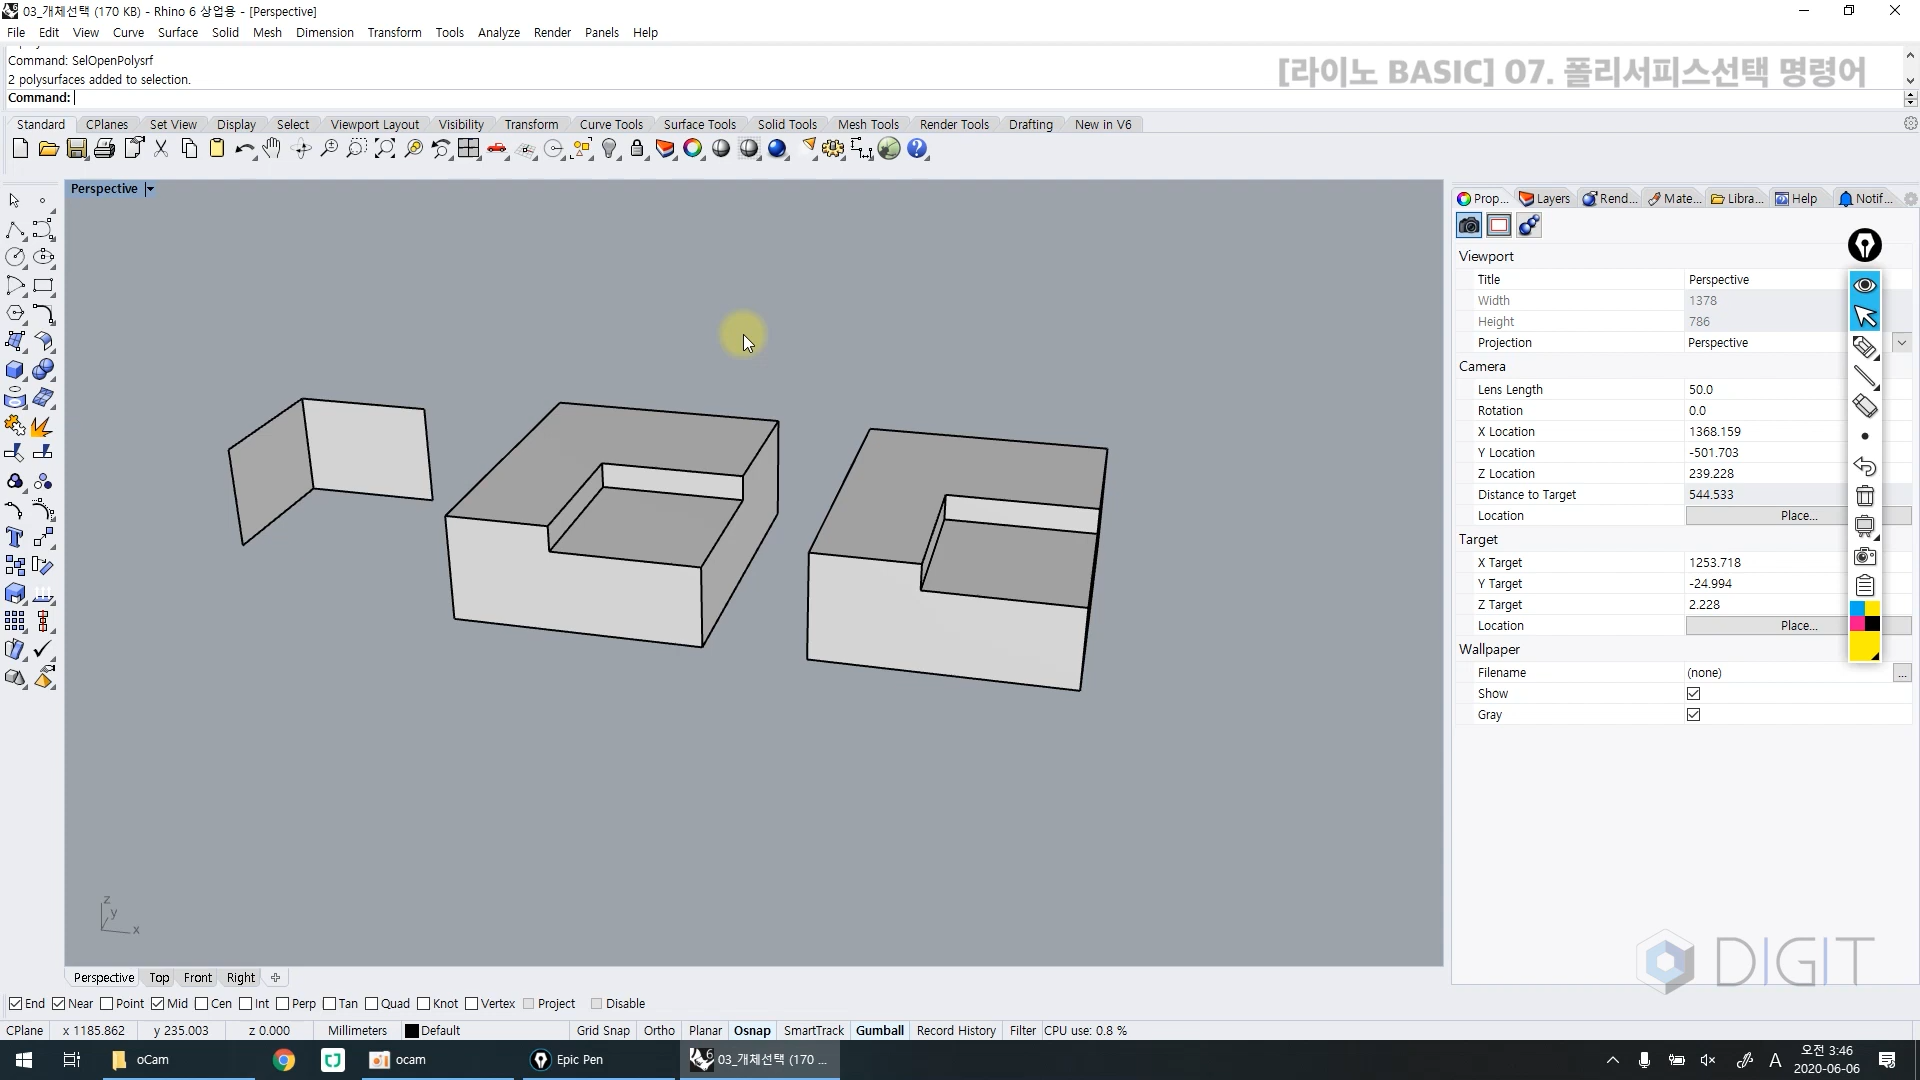 03_개체선택 (170 KB) - Rhino 6 상업용 - [Perspective]
File Edit View Curve Surface Solid Mesh Dimension Transform Tools Analyze Render Panels Help
Command: SelOpenPolysrf
2 polysurfaces added to selection.
Command:
[라이노 BASIC] 07. 폴리서피스선택 명령어
Standard CPlanes Set View Display Select Viewport Layout Visibility Transform Curve Tools Surface Tools Solid Tools Mesh Tools Render Tools Drafting New in V6
Perspective
Prop... Layers Rend... Mate... Libra... Help Notif...
Viewport
Title Perspective
Width 1378
Height 786
Projection Perspective
Camera
Lens Length 50.0
Rotation 0.0
X Location 1368.159
Y Location -501.703
Z Location 239.228
Distance to Target 544.533
Location Place...
Target
X Target 1253.718
Y Target -24.994
Z Target 2.228
Location Place...
Wallpaper
Filename (none) ...
Show
Gray
z
y
x
DIGIT
Perspective Top Front Right
End Near Point Mid Cen Int Perp Tan Quad Knot Vertex Project Disable
CPlane x 1185.862 y 235.003 z 0.000 Millimeters Default Grid Snap Ortho Planar Osnap SmartTrack Gumball Record History Filter CPU use: 0.8 %
oCam ocam Epic Pen 03_개체선택 (170 ... A 오전 3:46
2020-06-06